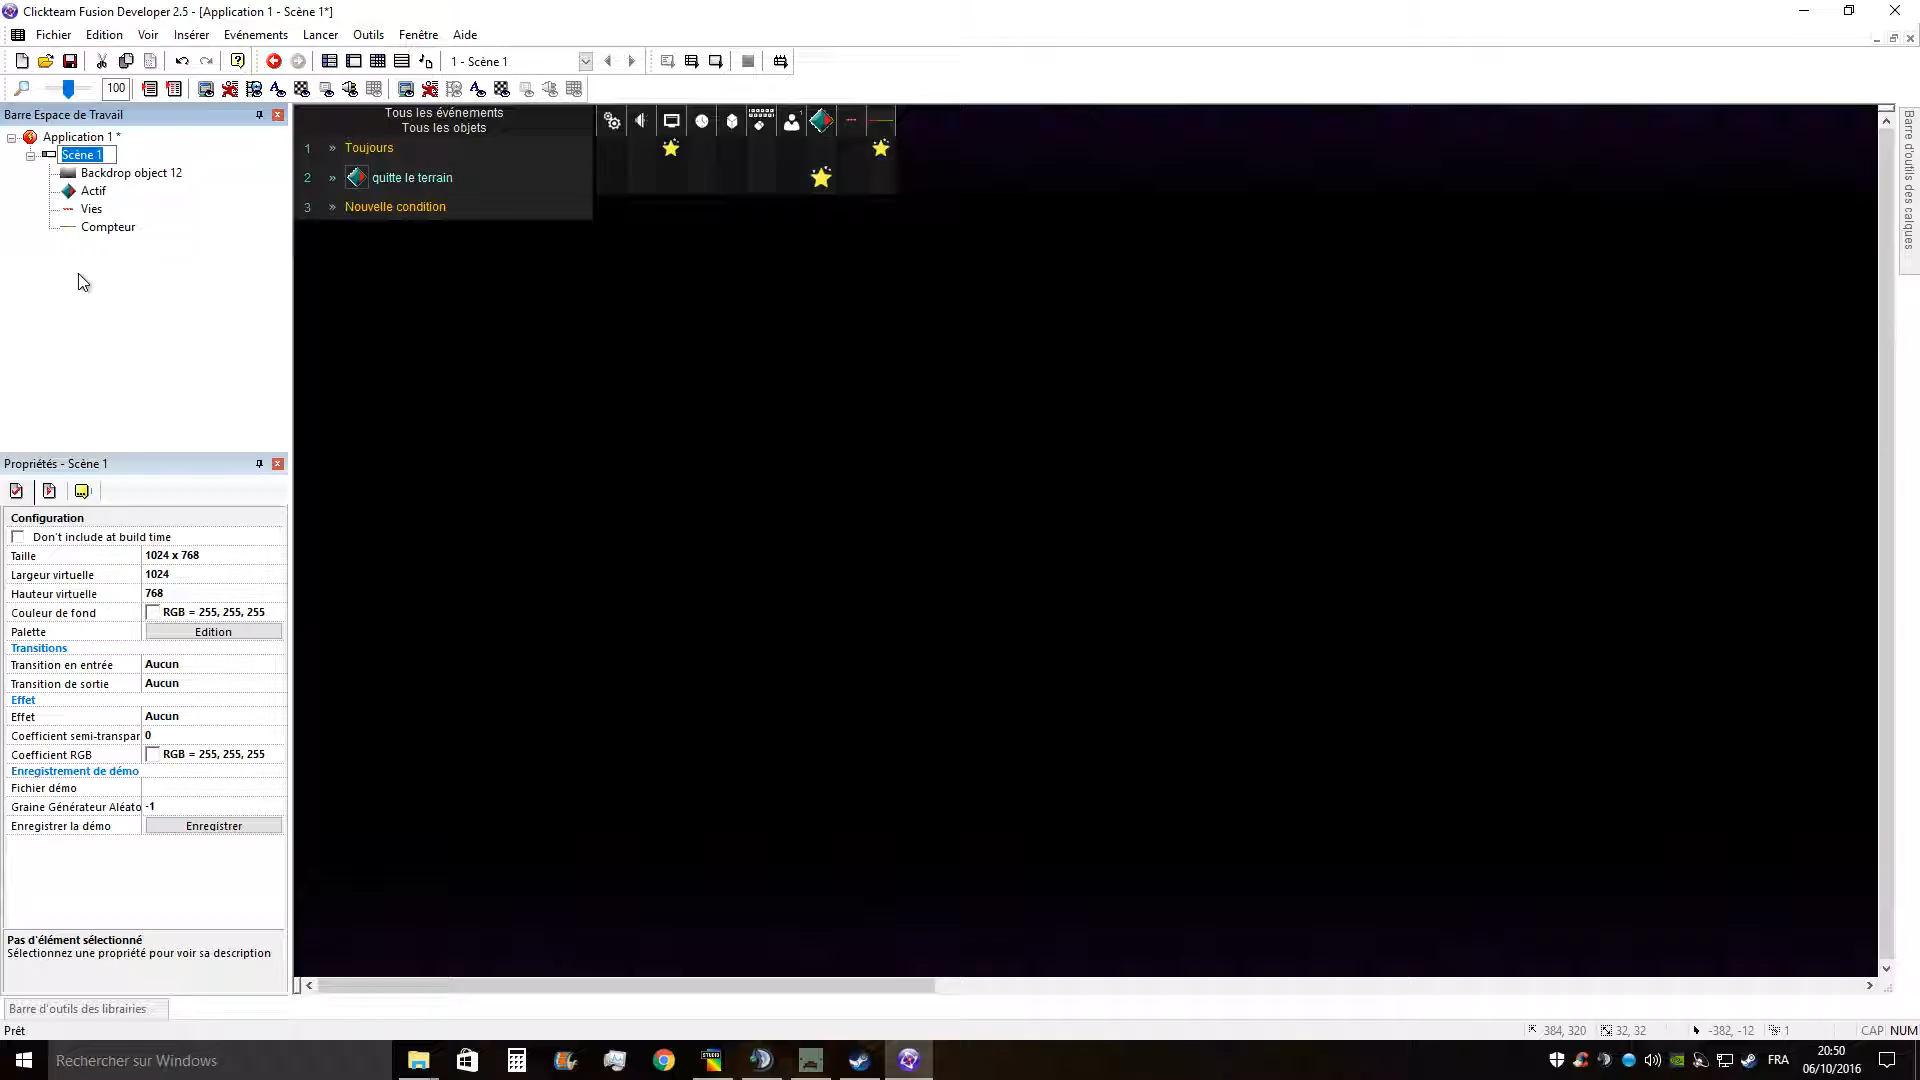 Clickteam Fusion Developer 2.5 - [Application 1 - Scène 1*]
Fichier Edition Voir Insérer Evénements Lancer Outils Fenêtre Aide
1 - Scène 1
100
Barre Espace de Travail
Application 1 *
Scène 1
Backdrop object 12
Actif
Vies
Compteur
Tous les événements
Tous les objets
1 » Toujours
2 » quitte le terrain
3 » Nouvelle condition
Barre d'outils des calques
Propriétés - Scène 1
Configuration
Don't include at build time
Taille 1024 x 768
Largeur virtuelle 1024
Hauteur virtuelle 768
Couleur de fond RGB = 255, 255, 255
Palette Edition
Transitions
Transition en entrée Aucun
Transition de sortie Aucun
Effet
Effet Aucun
Coefficient semi-transpar 0
Coefficient RGB RGB = 255, 255, 255
Enregistrement de démo
Fichier démo
Graine Générateur Aléato -1
Enregistrer la démo Enregistrer
Pas d'élément sélectionné
Sélectionnez une propriété pour voir sa description
Barre d'outils des librairies
Prêt
384, 320 32, 32 -382, -12 1 CAP NUM
Rechercher sur Windows
STUDIO
FRA
20:50
06/10/2016